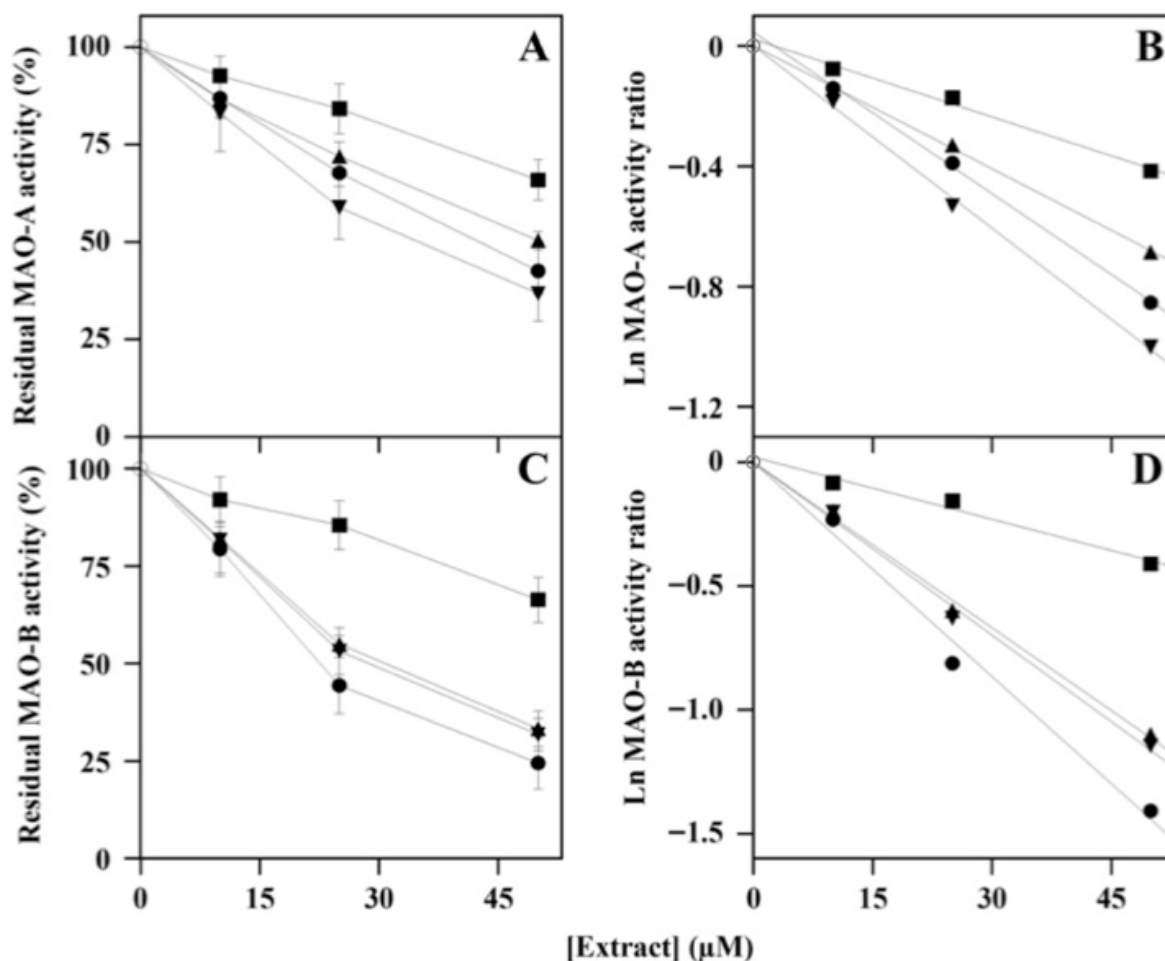 A
B
Residual MAO-A activity (%)
100
75
50
25
0
Ln MAO-A activity ratio
0
−0.4
−0.8
−1.2
C
D
Residual MAO-B activity (%)
100
75
50
25
0
0 15 30 45
Ln MAO-B activity ratio
0
−0.5
−1.0
−1.5
0 15 30 45
[Extract] (μM)